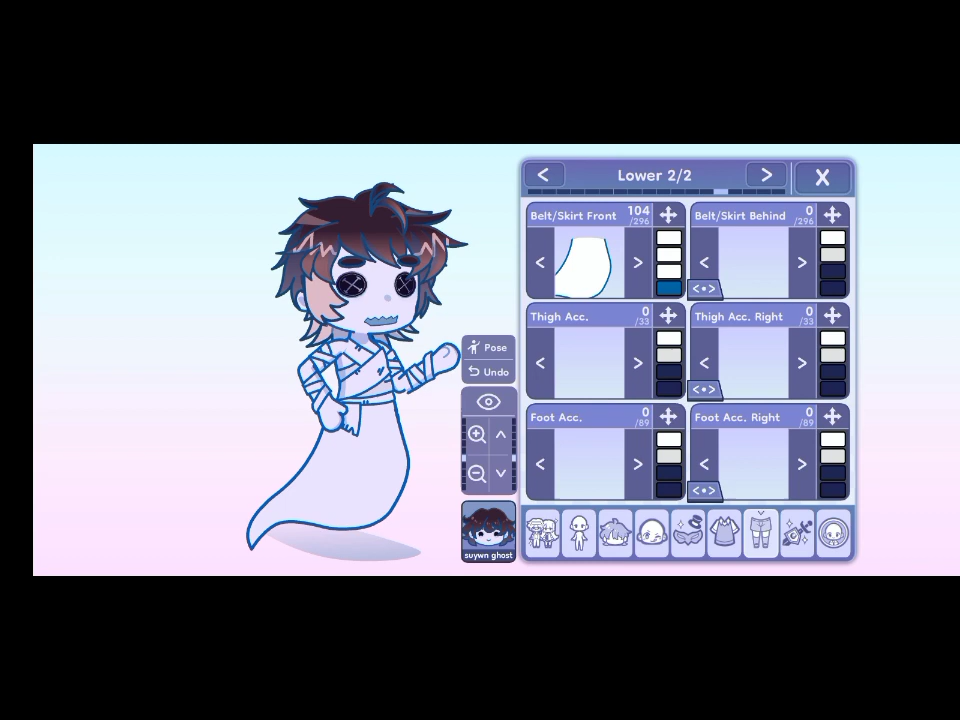 < Lower 2/2 > X
Belt/Skirt Front 104 /296
Belt/Skirt Behind 0 /296
< >
< >
<•>
Thigh Acc. 0 /33
Thigh Acc. Right 0 /33
< >
< >
<•>
Foot Acc. 0 /89
Foot Acc. Right 0 /89
< >
< >
<•>
Pose
Undo
suywn ghost